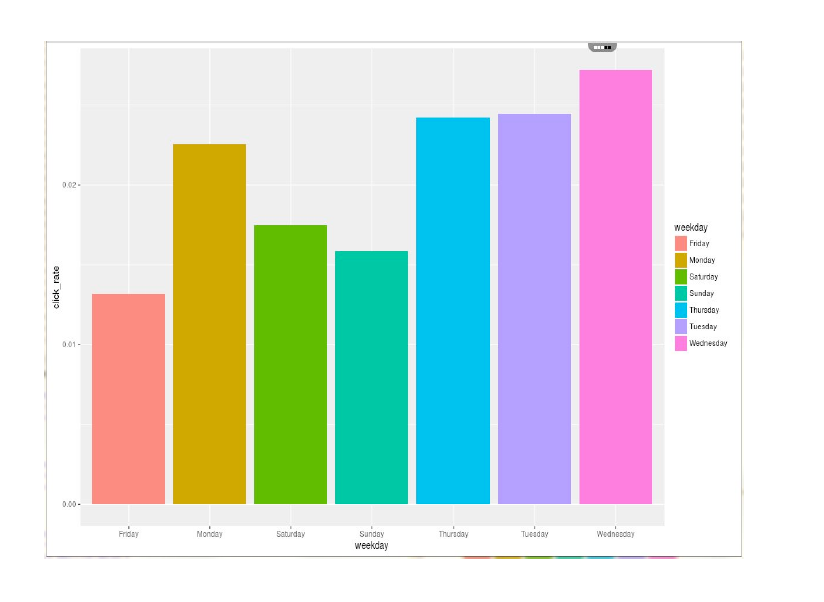 0.02
0.01
0.00
click_rate
Friday Monday Saturday Sunday Thursday Tuesday Wednesday
weekday
weekday
Friday
Monday
Saturday
Sunday
Thursday
Tuesday
Wednesday